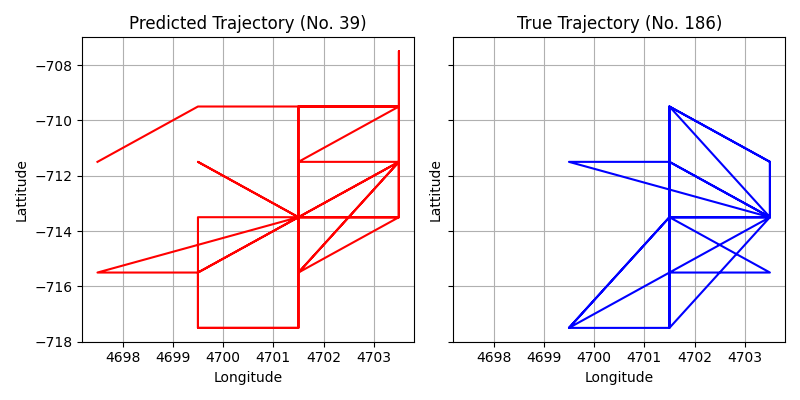 Predicted Trajectory (No. 39)
True Trajectory (No. 186)
Lattitude
−708
−710
−712
−714
−716
−718
4698 4699 4700 4701 4702 4703
Longitude
Lattitude
4698 4699 4700 4701 4702 4703
Longitude